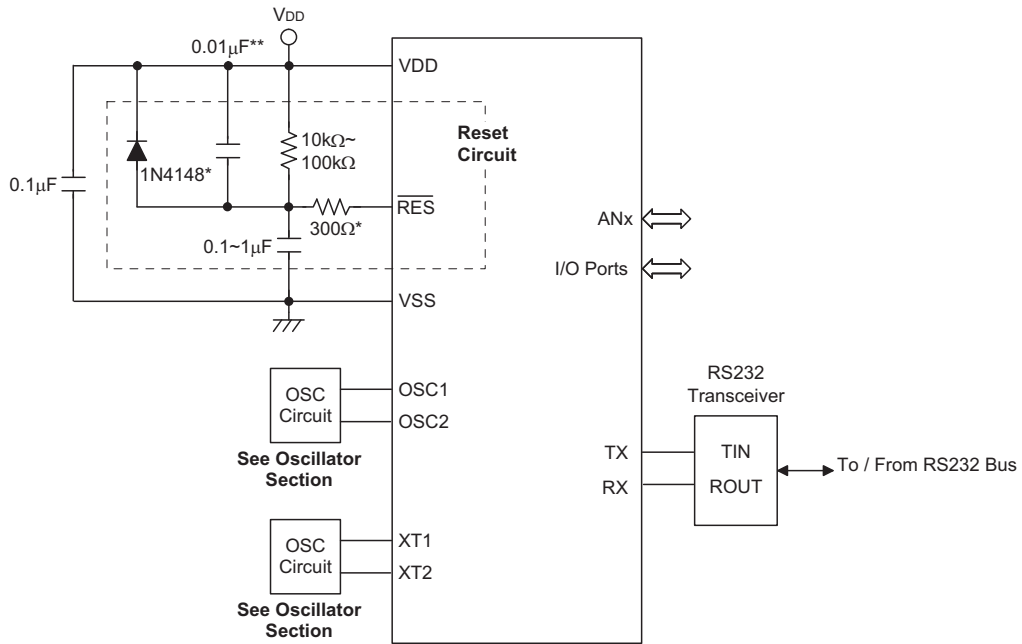 VDD
0.01μF**
VDD
Reset
Circuit
10kΩ~
100kΩ
1N4148*
0.1μF
RES
300Ω*
0.1~1μF
VSS
ANx
I/O Ports
OSC
Circuit
OSC1
OSC2
See Oscillator
Section
RS232
Transceiver
TX
TIN
RX
ROUT
To / From RS232 Bus
OSC
Circuit
XT1
XT2
See Oscillator
Section